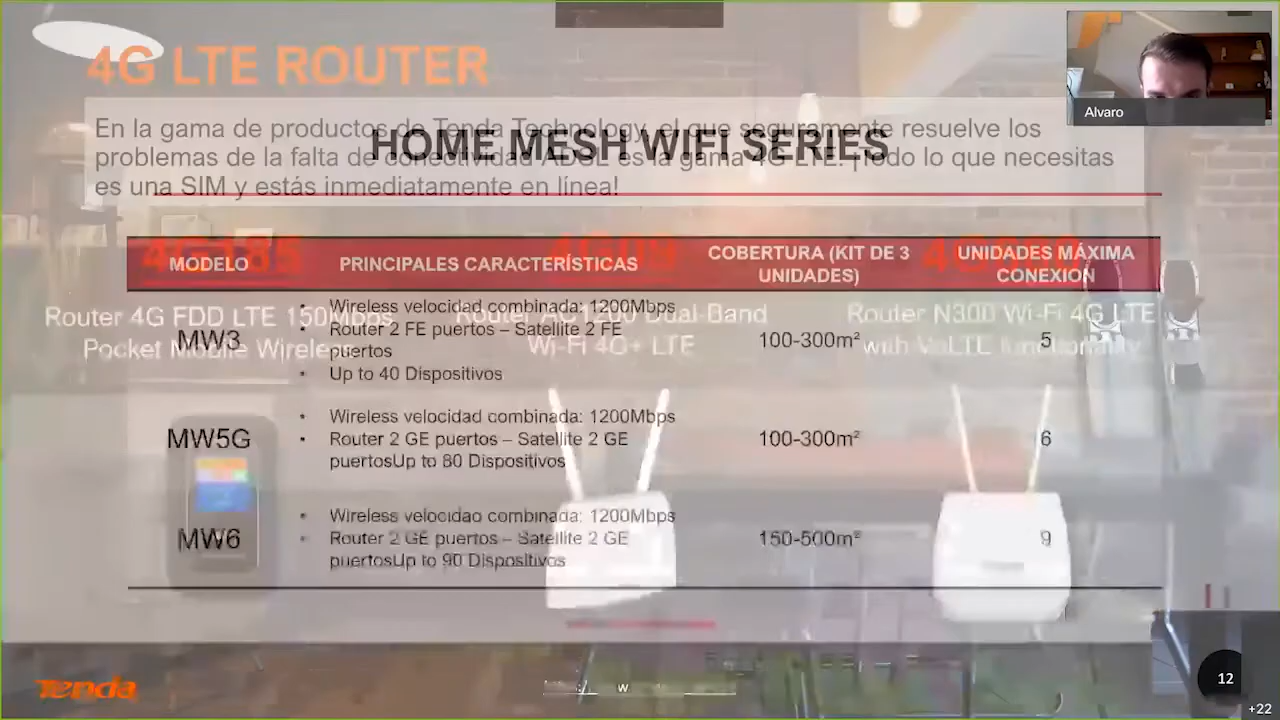 4G LTE ROUTER
Alvaro
En la gama de productos de Tenda Technology, el que seguramente resuelve los
problemas de la falta de conectividad ADSL es la gama 4G LTE. ¡Todo lo que necesitas
es una SIM y estás inmediatamente en línea!
HOME MESH WIFI SERIES
4G185
4G09
MODELO
PRINCIPALES CARACTERÍSTICAS
COBERTURA (KIT DE 3
UNIDADES)
UNIDADES MÁXIMA
CONEXIÓN
Router 4G FDD LTE 150Mbps
Pocket Mobile Wireless
Router AC1200 Dual-Band
Wi-Fi 4G+ LTE
Router N300 Wi-Fi 4G LTE
with VoLTE functionality
MW3
• Wireless velocidad combinada: 1200Mbps
• Router 2 FE puertos – Satellite 2 FE
puertos
• Up to 40 Dispositivos
100-300m²
5
MW5G
• Wireless velocidad combinada: 1200Mbps
• Router 2 GE puertos – Satellite 2 GE
puertosUp to 80 Dispositivos
100-300m²
6
MW6
• Wireless velocidad combinada: 1200Mbps
• Router 2 GE puertos – Satellite 2 GE
puertosUp to 90 Dispositivos
150-500m²
9
Tenda
W
12
+22